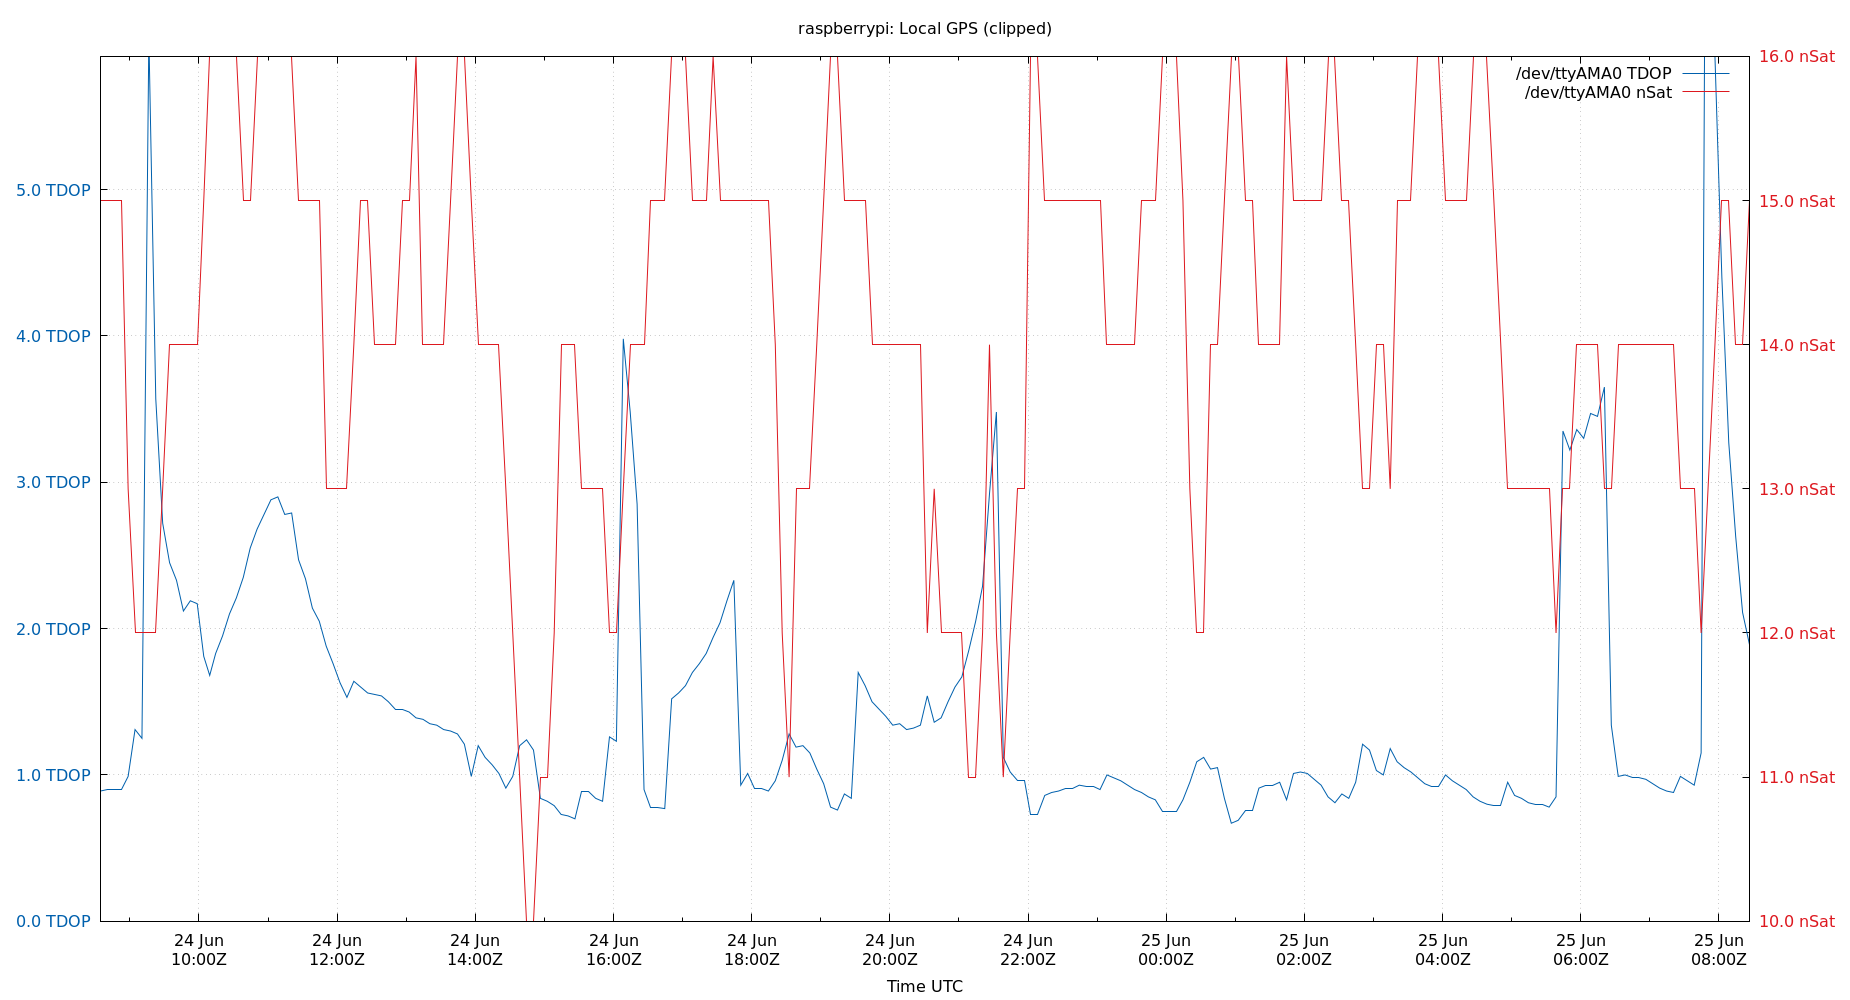 raspberrypi: Local GPS (clipped)
16.0 nSat
/dev/ttyAMA0 TDOP
/dev/ttyAMA0 nSat
5.0 TDOP
15.0 nSat
4.0 TDOP
14.0 nSat
3.0 TDOP
13.0 nSat
2.0 TDOP
12.0 nSat
1.0 TDOP
11.0 nSat
0.0 TDOP
10.0 nSat
24 Jun 24 Jun 24 Jun 24 Jun 24 Jun 24 Jun 24 Jun 25 Jun 25 Jun 25 Jun 25 Jun 25 Jun
10:00Z 12:00Z 14:00Z 16:00Z 18:00Z 20:00Z 22:00Z 00:00Z 02:00Z 04:00Z 06:00Z 08:00Z
Time UTC